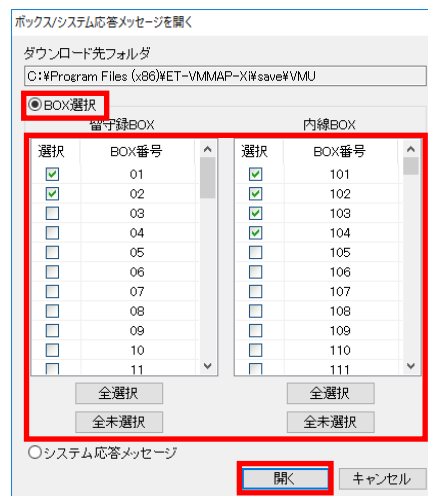 ボックス/システム応答メッセージを開く
ダウンロード先フォルダ
C:¥Program Files (x86)¥ET-VMMAP-Xi¥save¥VMU
BOX選択
留守録BOX 内線BOX
選択 BOX番号 選択 BOX番号
01 101
02 102
03 103
04 104
05 105
06 106
07 107
08 108
09 109
10 110
11 111
全選択 全選択
全未選択 全未選択
システム応答メッセージ
開く キャンセル